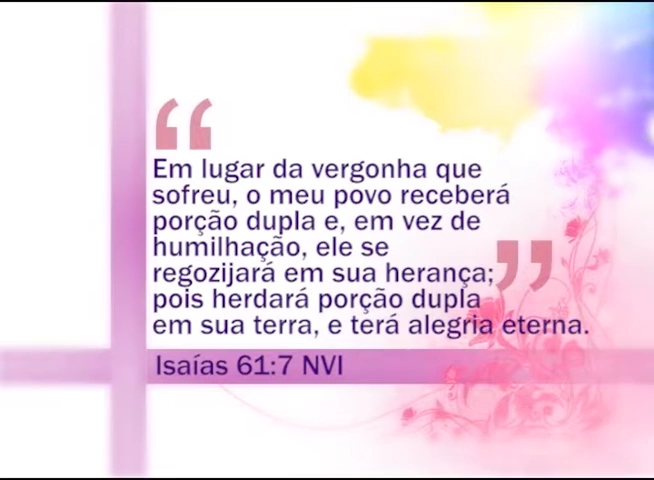 “
Em lugar da vergonha que
sofreu, o meu povo receberá
porção dupla e, em vez de
humilhação, ele se
regozijará em sua herança;”
pois herdará porção dupla
em sua terra, e terá alegria eterna.
Isaías 61:7 NVI